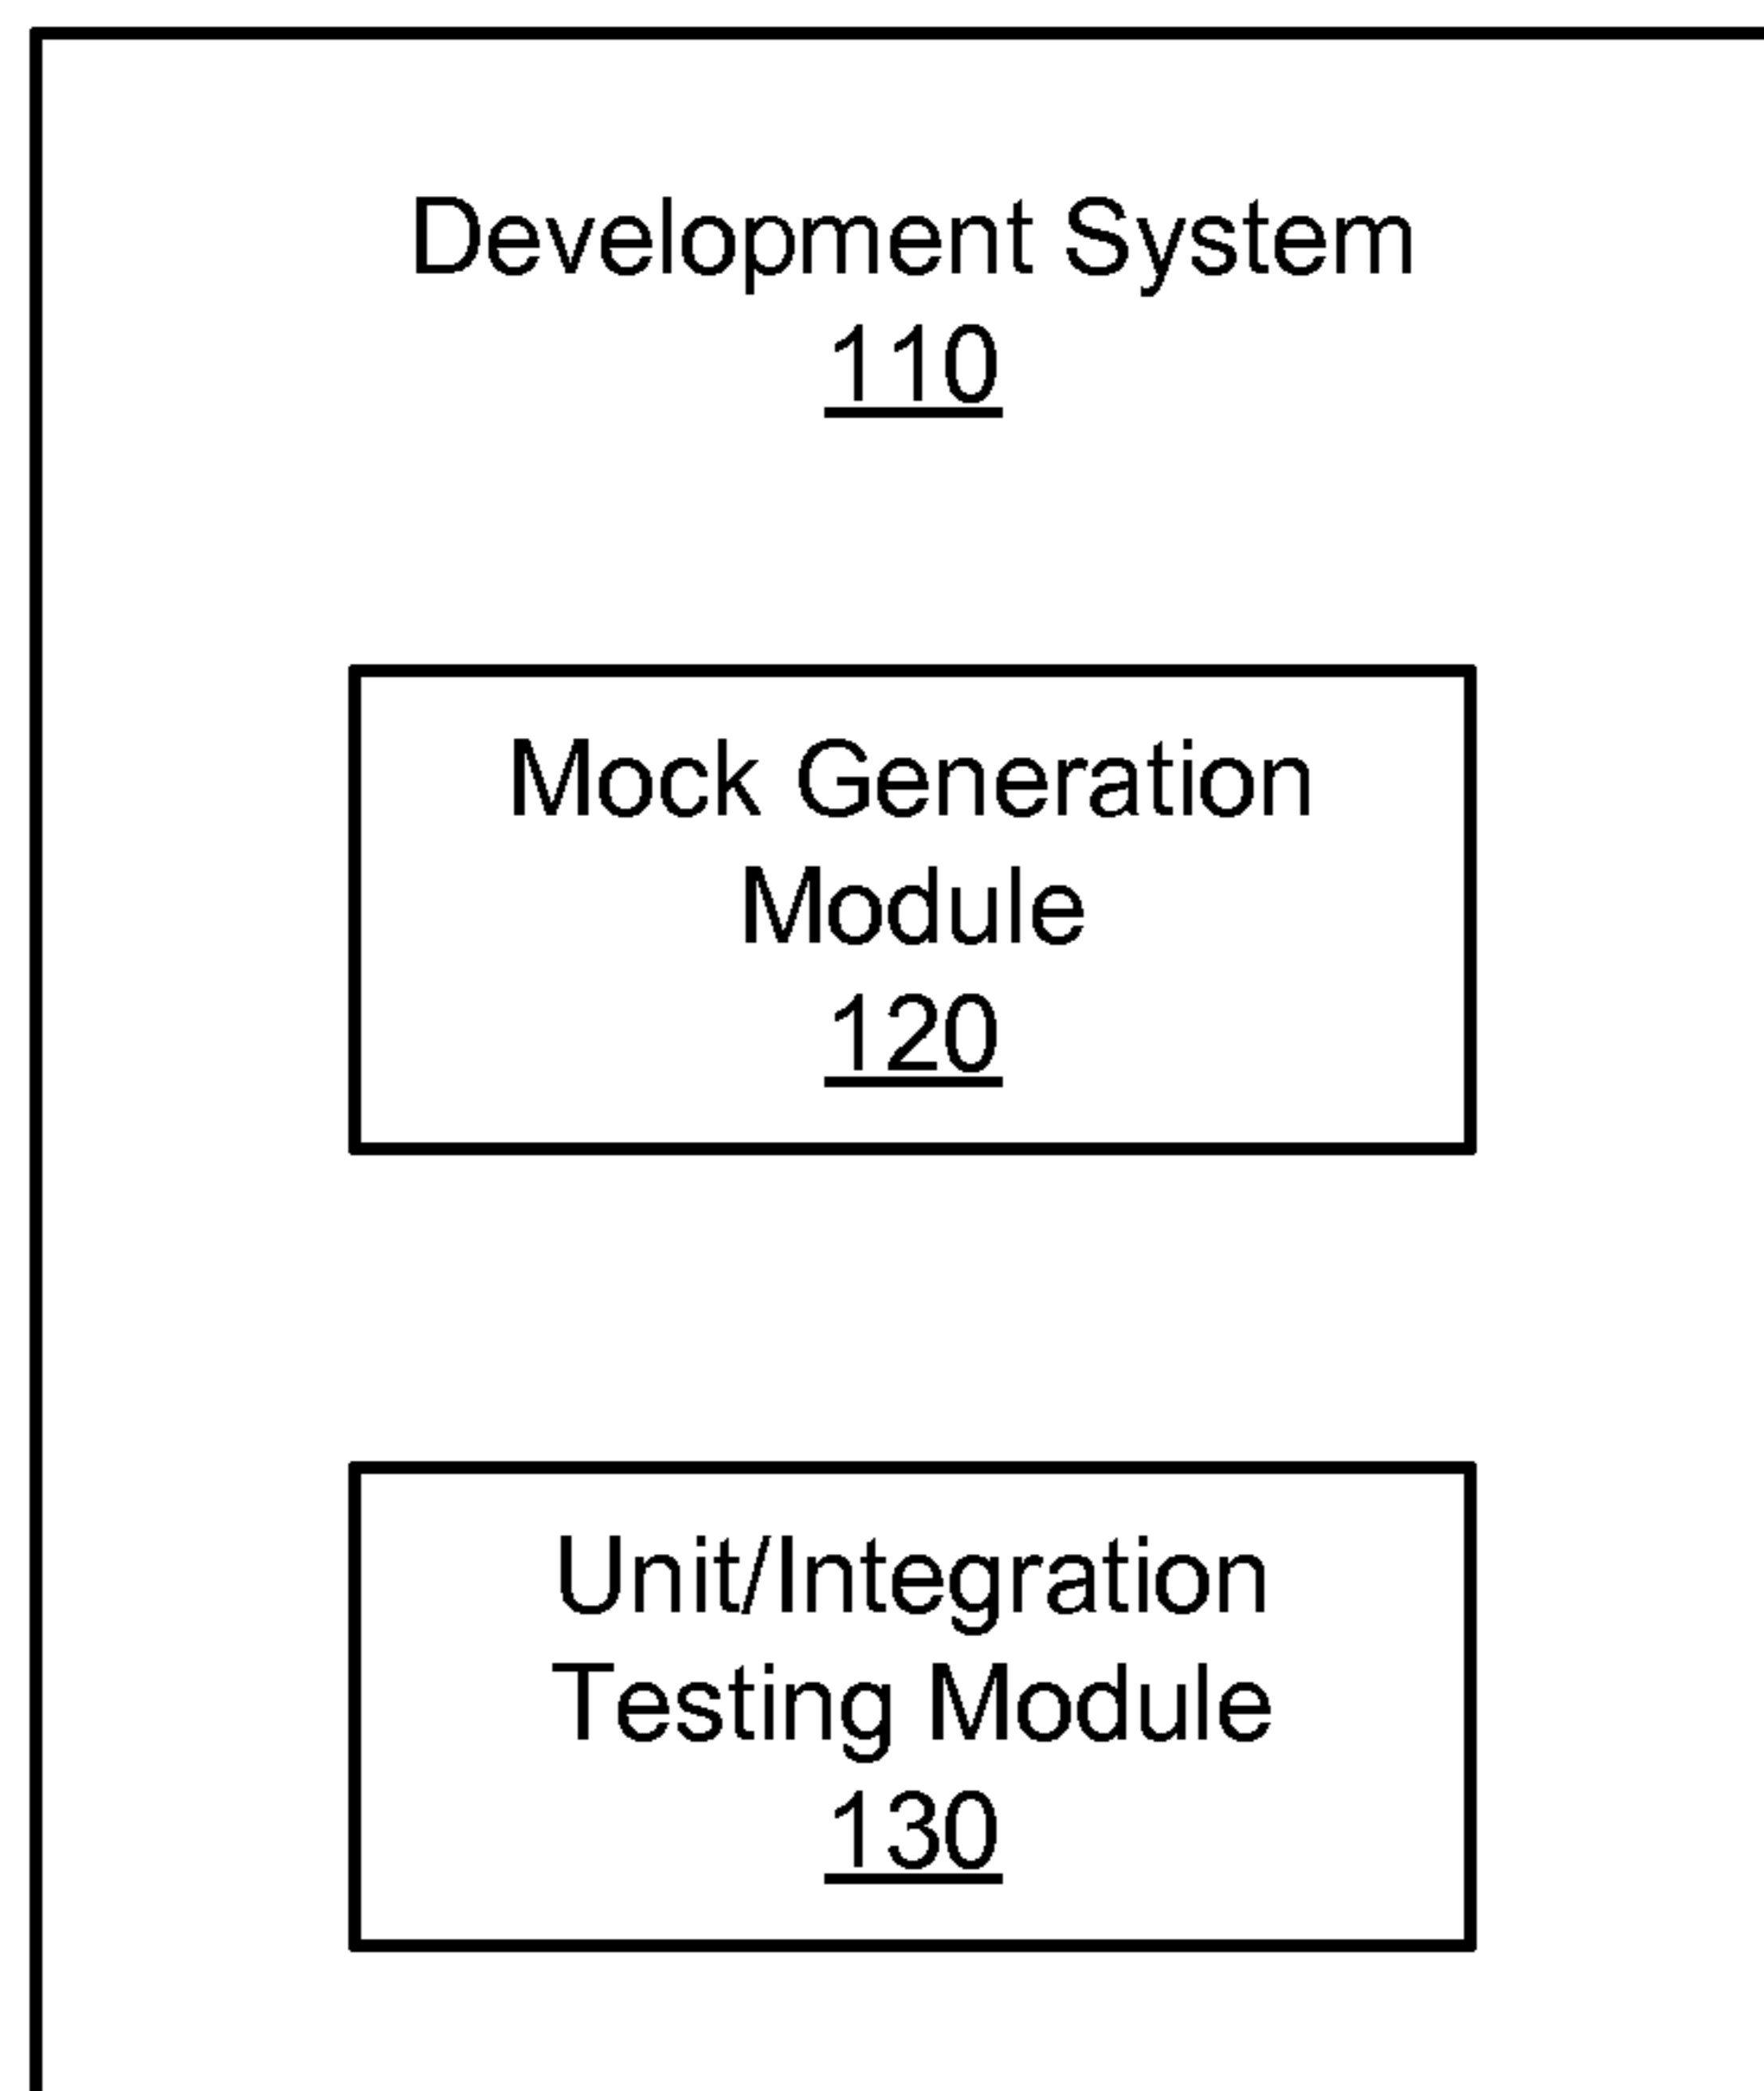 Development System
110
Mock Generation
Module
120
Unit/Integration
Testing Module
130